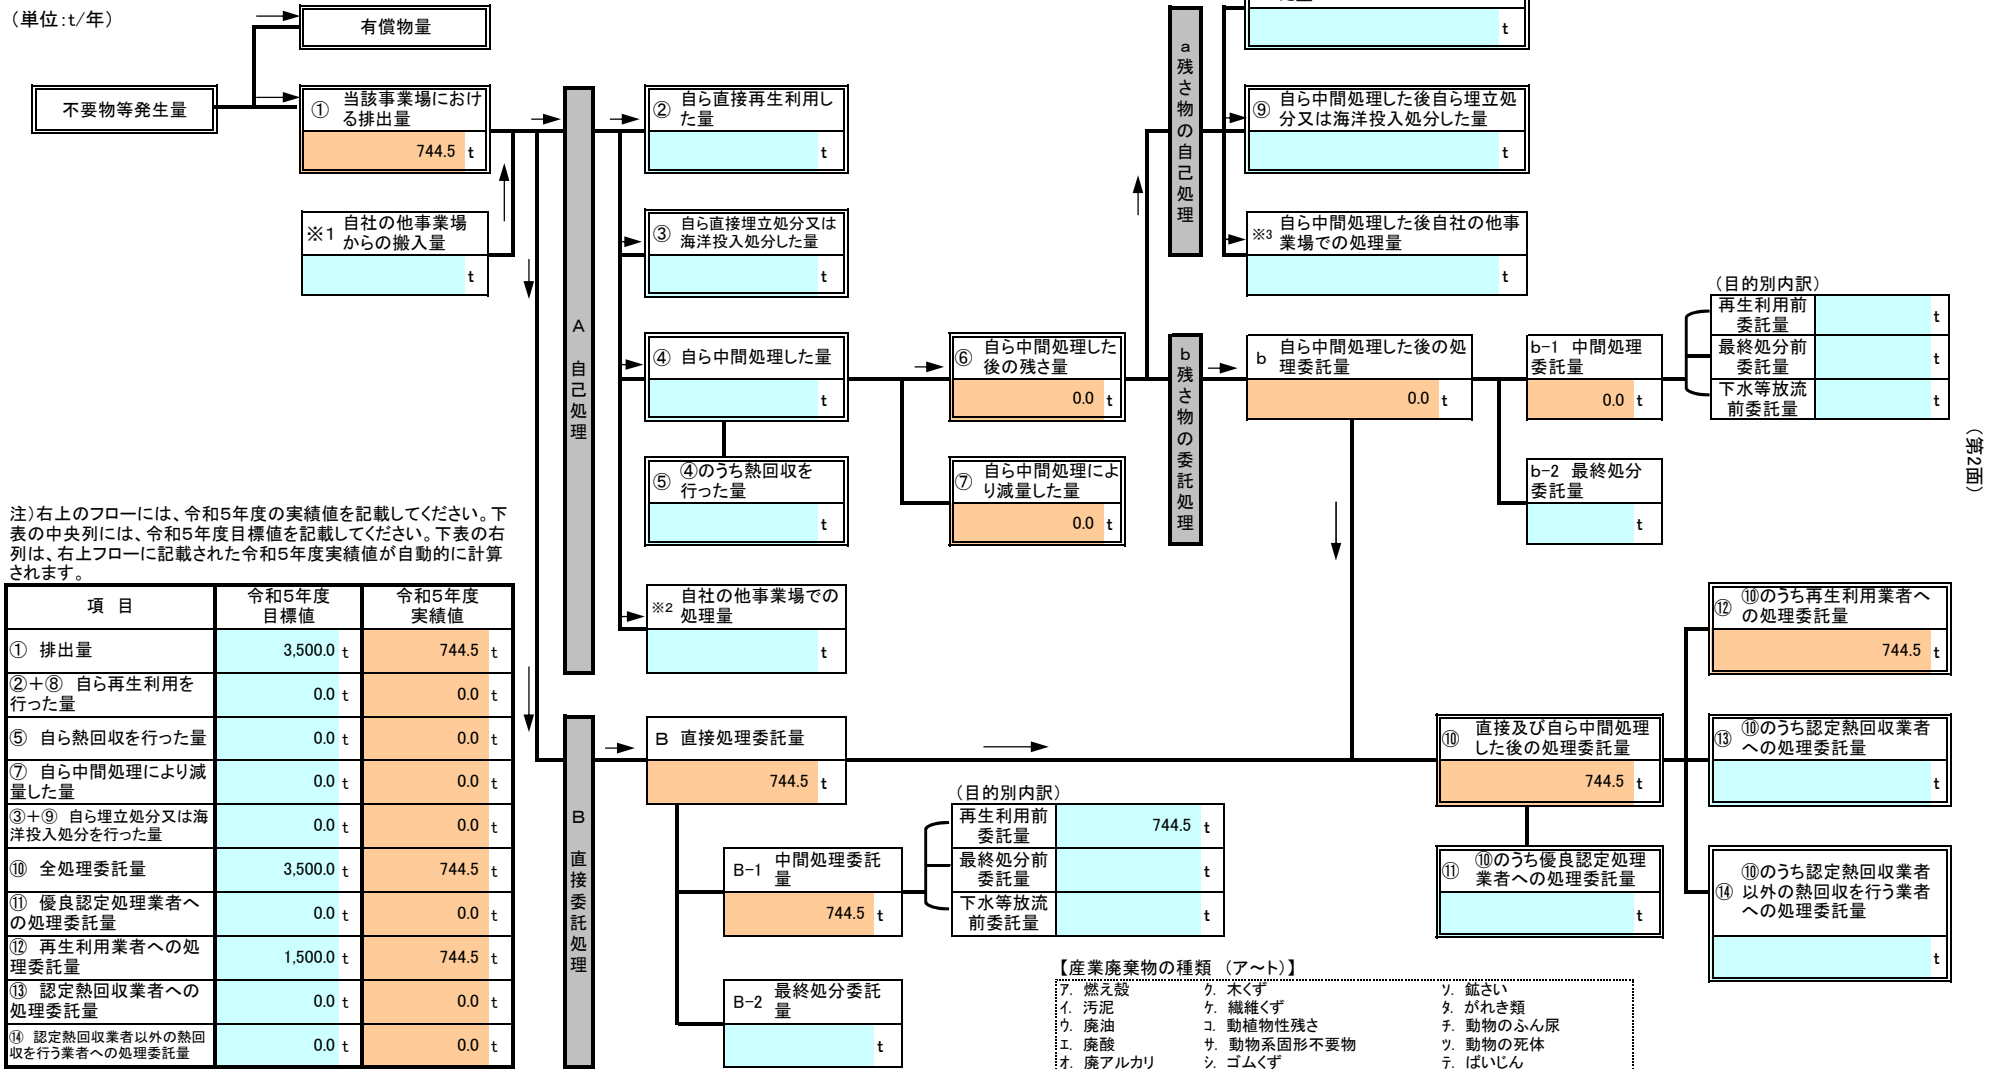 (単位:t/年)
有償物量
不要物等発生量
① 当該事業場におけ
る排出量
744.5 t
※1 自社の他事業場
からの搬入量
t
A 自己処理
② 自ら直接再生利用し
た量
t
③ 自ら直接埋立処分又は
海洋投入処分した量
t
④ 自ら中間処理した量
t
⑤ ④のうち熱回収を
行った量
t
※2 自社の他事業場での
処理量
t
⑥ 自ら中間処理した
後の残さ量
0.0 t
⑦ 自ら中間処理によ
り減量した量
0.0 t
a 残さ物の自己処理
t
⑨ 自ら中間処理した後自ら埋立処
分又は海洋投入処分した量
t
※3 自ら中間処理した後自社の他事
業場での処理量
t
b 残さ物の委託処理
b 自ら中間処理した後の処
理委託量
0.0 t
b-1 中間処理
委託量
0.0 t
b-2 最終処分
委託量
t
(目的別内訳)
再生利用前
委託量
t
最終処分前
委託量
t
下水等放流
前委託量
t
(第2面)
注)右上のフローには、令和5年度の実績値を記載してください。下
表の中央列には、令和5年度目標値を記載してください。下表の右
列は、右上フローに記載された令和5年度実績値が自動的に計算
されます。
項 目
令和5年度
目標値
令和5年度
実績値
① 排出量 3,500.0 t 744.5 t
②+⑧ 自ら再生利用を
行った量 0.0 t 0.0 t
⑤ 自ら熱回収を行った量 0.0 t 0.0 t
⑦ 自ら中間処理により減
量した量 0.0 t 0.0 t
③+⑨ 自ら埋立処分又は海
洋投入処分を行った量 0.0 t 0.0 t
⑩ 全処理委託量 3,500.0 t 744.5 t
⑪ 優良認定処理業者へ
の処理委託量 0.0 t 0.0 t
⑫ 再生利用業者への処
理委託量 1,500.0 t 744.5 t
⑬ 認定熱回収業者への
処理委託量 0.0 t 0.0 t
⑭ 認定熱回収業者以外の熱回
収を行う業者への処理委託量 0.0 t 0.0 t
B 直接委託処理
B 直接処理委託量
744.5 t
B-1 中間処理委託
量
744.5 t
B-2 最終処分委託
量
t
(目的別内訳)
再生利用前
委託量
744.5 t
最終処分前
委託量
t
下水等放流
前委託量
t
⑩ 直接及び自ら中間処理
した後の処理委託量
744.5 t
⑪ ⑩のうち優良認定処理
業者への処理委託量
t
⑫ ⑩のうち再生利用業者へ
の処理委託量
744.5 t
⑬ ⑩のうち認定熱回収業者
への処理委託量
t
⑭ ⑩のうち認定熱回収業者
以外の熱回収を行う業者
への処理委託量
t
【産業廃棄物の種類 (ア~ト)】
ア. 燃え殻 ク. 木くず ソ. 鉱さい
イ. 汚泥 ケ. 繊維くず タ. がれき類
ウ. 廃油 コ. 動植物性残さ チ. 動物のふん尿
エ. 廃酸 サ. 動物系固形不要物 ツ. 動物の死体
オ. 廃アルカリ シ. ゴムくず テ. ばいじん